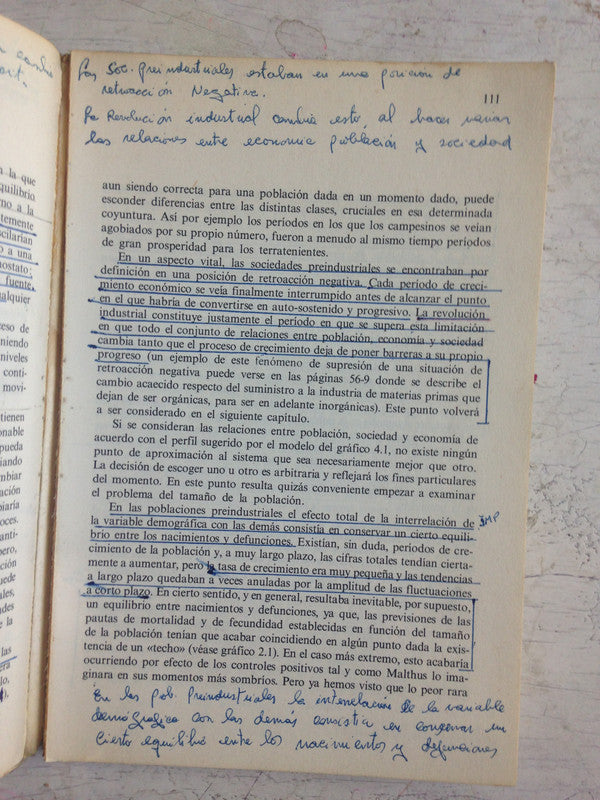 Las Soc. preindustriales estaban en una posición de
retroacción Negativa.
La Revolución industrial cambia esto, al hacer variar
las relaciones entre economía población y sociedad
111
aun siendo correcta para una población dada en un momento dado, puede
esconder diferencias entre las distintas clases, cruciales en esa determinada
coyuntura. Así por ejemplo los períodos en los que los campesinos se veían
agobiados por su propio número, fueron a menudo al mismo tiempo períodos
de gran prosperidad para los terratenientes.
En un aspecto vital, las sociedades preindustriales se encontraban por
definición en una posición de retroacción negativa. Cada período de creci-
miento económico se veía finalmente interrumpido antes de alcanzar el punto
en el que habría de convertirse en auto-sostenido y progresivo. La revolución
industrial constituye justamente el período en que se supera esta limitación
en que todo el conjunto de relaciones entre población, economía y sociedad
cambia tanto que el proceso de crecimiento deja de poner barreras a su propio
progreso (un ejemplo de este fenómeno de supresión de una situación de
retroacción negativa puede verse en las páginas 56-9 donde se describe el
cambio acaecido respecto del suministro a la industria de materias primas que
dejan de ser orgánicas, para ser en adelante inorgánicas). Este punto volverá
a ser considerado en el siguiente capítulo.
Si se consideran las relaciones entre población, sociedad y economía de
acuerdo con el perfil sugerido por el modelo del gráfico 4.1, no existe ningún
punto de aproximación al sistema que sea necesariamente mejor que otro.
La decisión de escoger uno u otro es arbitraria y reflejará los fines particulares
del momento. En este punto resulta quizás conveniente empezar a examinar
el problema del tamaño de la población.
En las poblaciones preindustriales el efecto total de la interrelación de IMP
la variable demográfica con las demás consistía en conservar un cierto equili-
brio entre los nacimientos y defunciones. Existían, sin duda, períodos de cre-
cimiento de la población y, a muy largo plazo, las cifras totales tendían cierta-
mente a aumentar, pero la tasa de crecimiento era muy pequeña y las tendencias
a largo plazo quedaban a veces anuladas por la amplitud de las fluctuaciones
a corto plazo. En cierto sentido, y en general, resultaba inevitable, por supuesto,
un equilibrio entre nacimientos y defunciones, ya que, las previsiones de las
pautas de mortalidad y de fecundidad establecidas en función del tamaño
de la población tenían que acabar coincidiendo en algún punto dada la exis-
tencia de un «techo» (véase gráfico 2.1). En el caso más extremo, esto acabaría
ocurriendo por efecto de los controles positivos tal y como Malthus lo ima-
ginara en sus momentos más sombríos. Pero ya hemos visto que lo peor rara
En las pob. Preindustriales la interrelación de la variable
demográfica con las demás consistía en conservar un
cierto equilibrio entre los nacimientos y defunciones